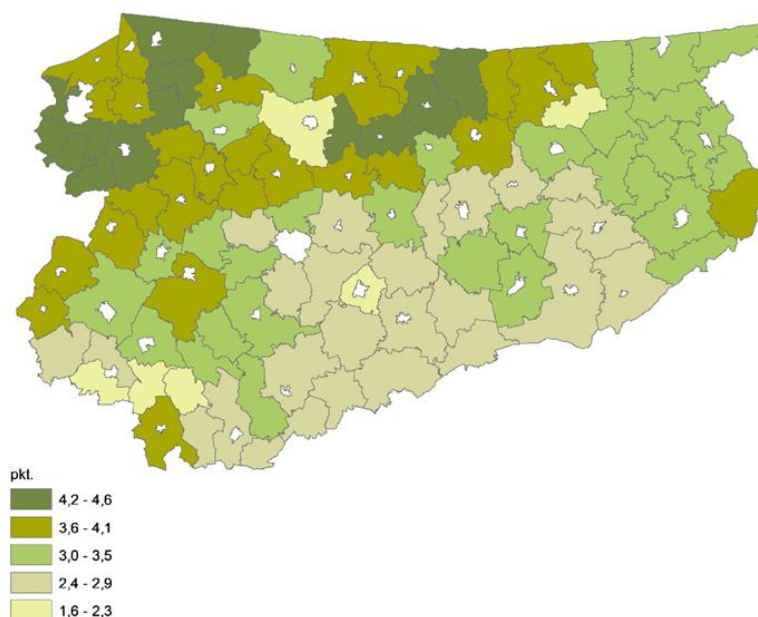 pkt.
4,2 - 4,6
3,6 - 4,1
3,0 - 3,5
2,4 - 2,9
1,6 - 2,3